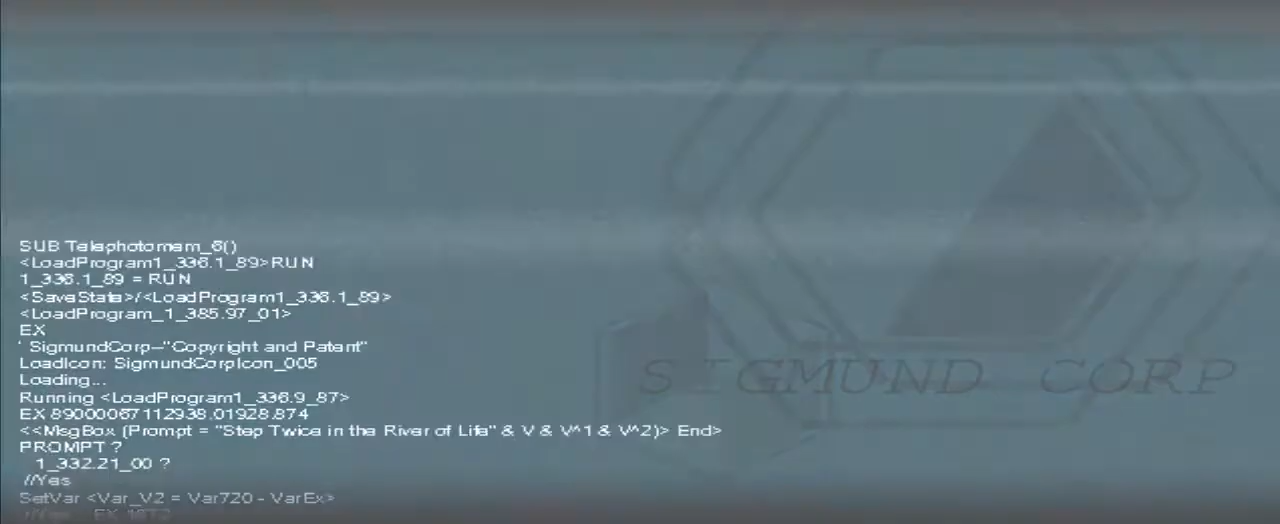 SUB Telephotomem_6()
<LoadProgram1_336.1_89>RUN
1_336.1_89 = RUN
<SaveState>/<LoadProgram1_336.1_89>
<LoadProgram_1_385.97_01>
EX
' SigmundCorp--"Copyright and Patent"
LoadIcon: SigmundCorpIcon_005
Loading...
Running <LoadProgram1_336.9_87>
EX 89000067112938.01928.874
<<MsgBox (Prompt = "Step Twice in the River of Life" & V & V^1 & V^2)> End>
PROMPT ?
1_332.21_00 ?
//Yes
SetVar <Var_V2 = Var720 - VarEx>
SIGMUND CORP